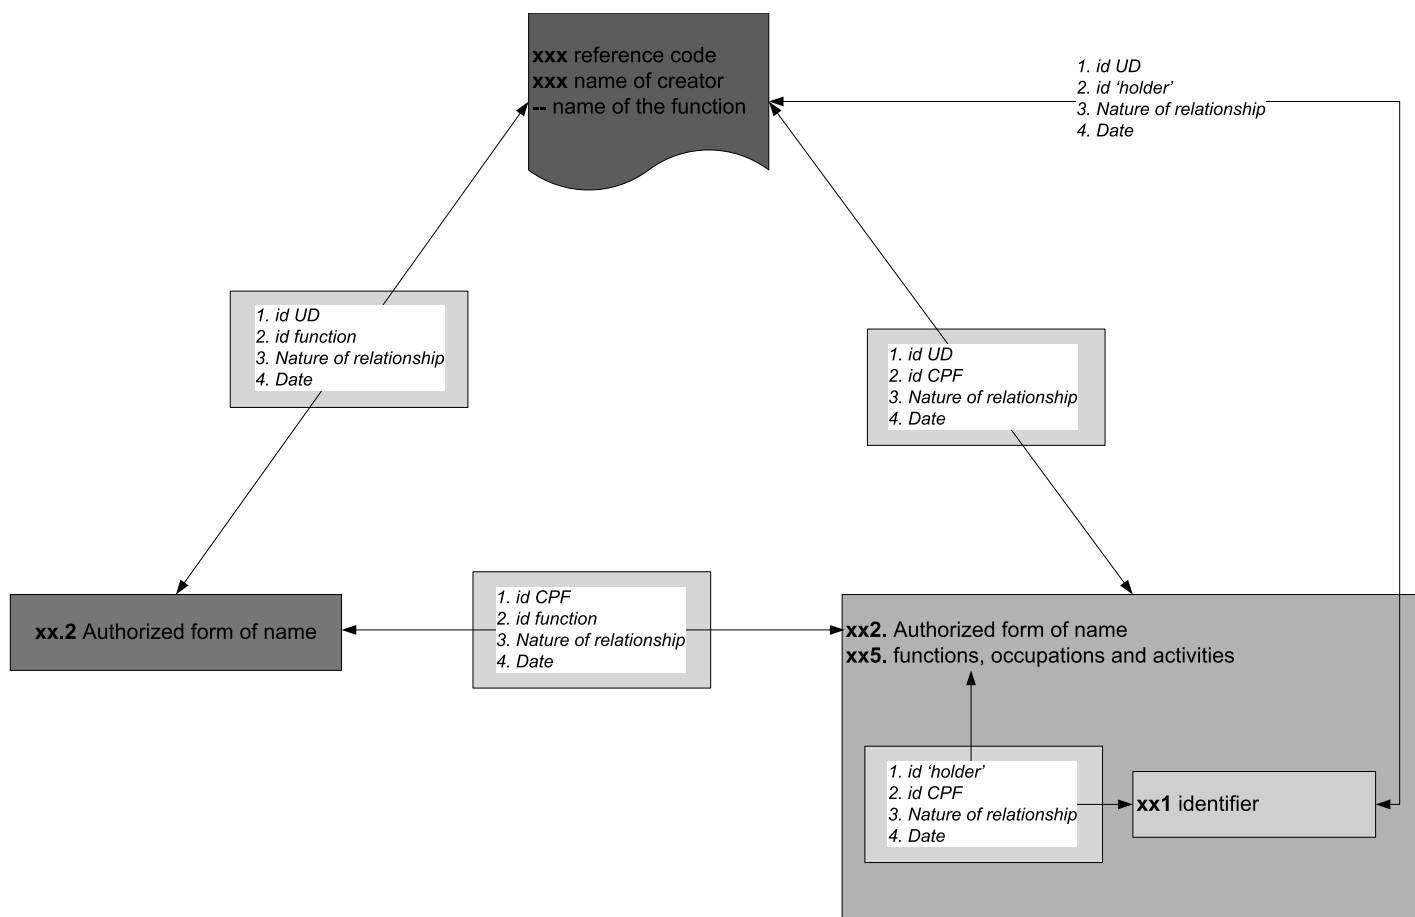 xxx reference code
xxx name of creator
-- name of the function
1. id UD
2. id ‘holder’
3. Nature of relationship
4. Date
1. id UD
2. id function
3. Nature of relationship
4. Date
1. id UD
2. id CPF
3. Nature of relationship
4. Date
xx.2 Authorized form of name
1. id CPF
2. id function
3. Nature of relationship
4. Date
xx2. Authorized form of name
xx5. functions, occupations and activities
1. id ‘holder’
2. id CPF
3. Nature of relationship
4. Date
xx1 identifier